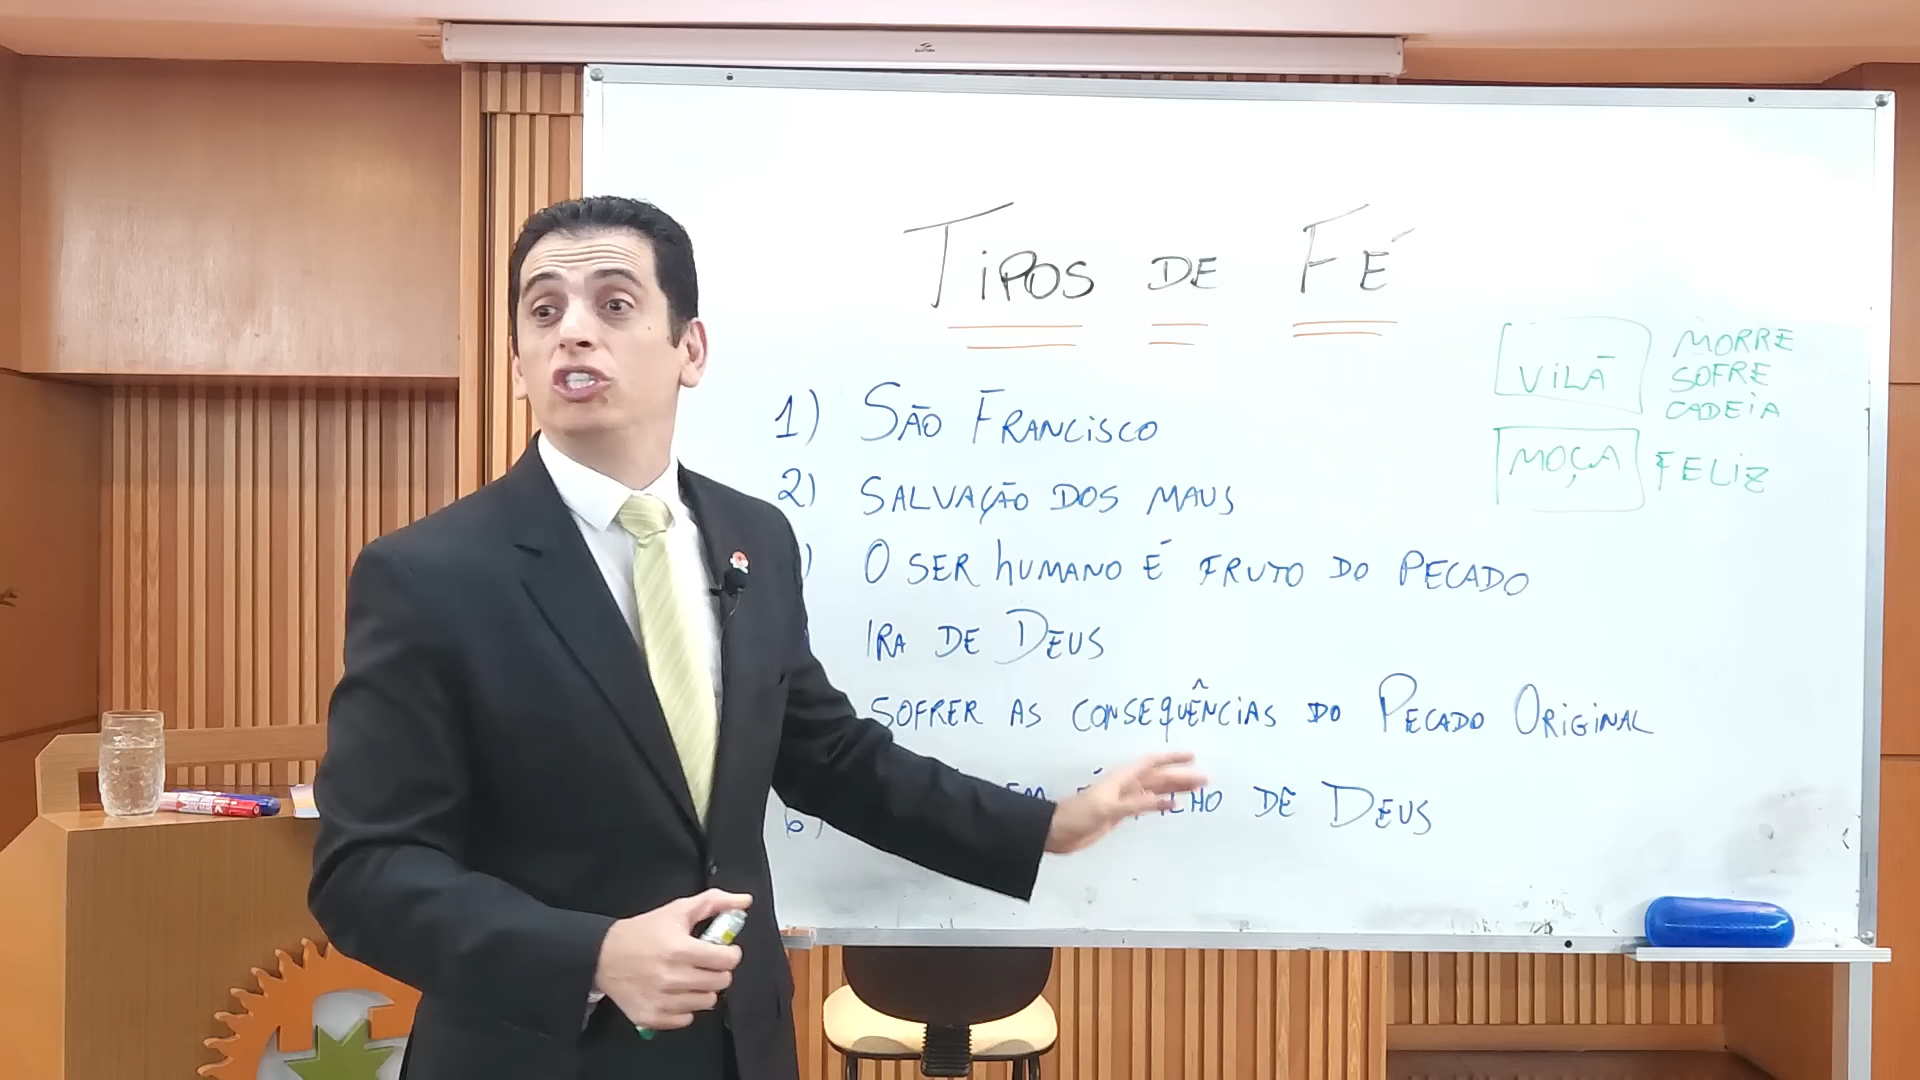 TiPOS DE FÉ
1) SÃO FRANCISCO
2) SALVAÇÃO DOS MAUS
) O SER hUMANO É FRUTO DO PECADO
IRA DE DEUS
SOFRER AS CONSEQUÊNCIAS DO PECADO ORIGINAL
6) DE DEUS
VILÃ
MORRE
SOFRE
CADEIA
MOÇA
FELIZ